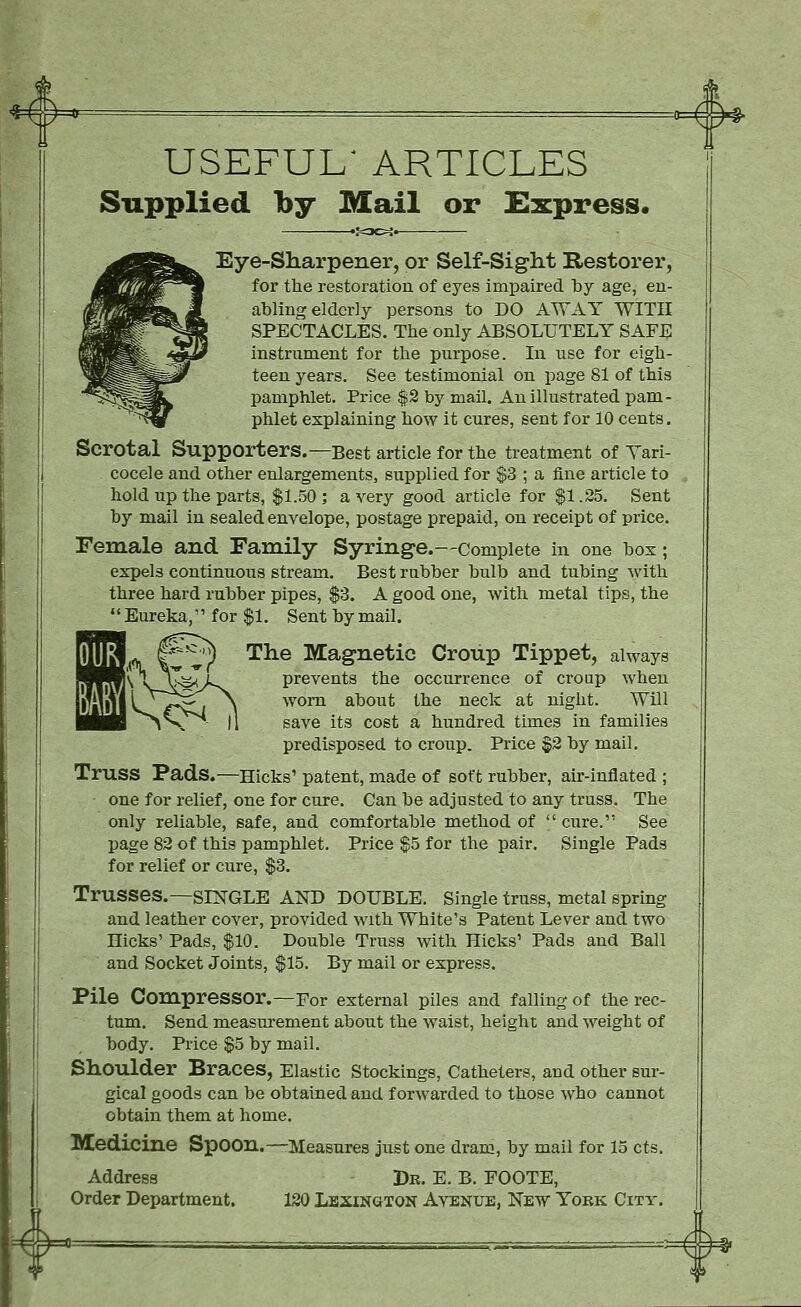 USEFUL' ARTICLES
Supplied by Mail or Express.
Eye-Sharpener, or Self-Sight Restorer,
for the restoration of eyes impaired by age, en-
abling elderly persons to DO AWAY WITH
SPECTACLES. The only ABSOLUTELY SAFE
instrument for the purpose. In use for eigh-
teen years. See testimonial on page 81 of this
pamphlet. Price $2 by mail. An illustrated pam-
phlet explaining how it cures, sent for 10 cents.
Scrotal Supporters.—Best article for the treatment of Vari-
cocele and other enlargements, supplied for $3 ; a fine article to
hold up the parts, $1.50 ; a very good article for $1.25. Sent
by mail in sealed envelope, postage prepaid, on receipt of price.
Female and Family Syringe.—Complete in one box ;
expels continuous stream. Best rubber bulb and tubing with
three hard rubber pipes, $3. A good one, with metal tips, the
“Eureka,” for $1. Sent by mail.
OUR
BABY
The Magnetic Croup Tippet, always
prevents the occurrence of croup when
worn about the neck at night. Will
save its cost a hundred times in families
predisposed to croup. Price $2 by mail.
Truss Pads.—Hicks’ patent, made of soft rubber, air-inflated ;
one for relief, one for cure. Can be adjusted to any truss. The
only reliable, safe, and comfortable method of “cure.” See
page 82 of this pamphlet. Price $5 for the pair. Single Pads
for relief or cure, $3.
Trusses.—SINGLE AND DOUBLE. Single truss, metal spring
and leather cover, provided with White’s Patent Lever and two
Hicks’ Pads, $10. Double Truss with Hicks’ Pads and Ball
and Socket Joints, $15. By mail or express.
Pile Compressor.—For external piles and falling of the rec-
tum. Send measurement about the waist, height and weight of
body. Price $5 by mail.
Shoulder Braces, Elastic Stockings, Catheters, and other sur-
gical goods can be obtained and forwarded to those who cannot
obtain them at home.
Medicine Spoon.—Measures just one dram, by mail for 15 cts.
Address DR. E. B. FOOTE,
Order Department. 120 LEXINGTON AVENUE, NEW YORK CITY.